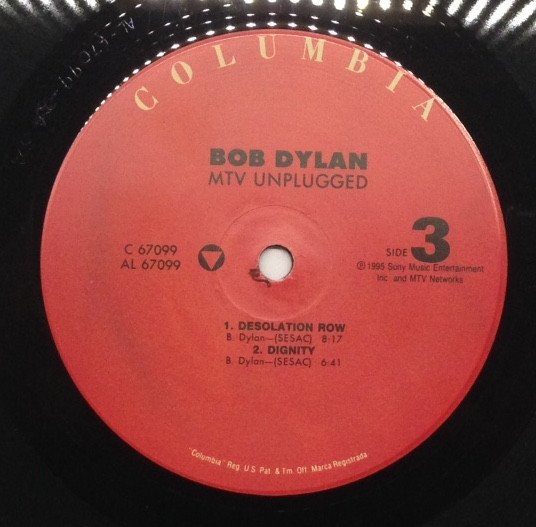 COLUMBIA
BOB DYLAN
MTV UNPLUGGED
C 67099
AL 67099
SIDE 3
℗ 1995 Sony Music Entertainment
Inc. and MTV Networks
1. DESOLATION ROW
B. Dylan—(SESAC) 8:17
2. DIGNITY
B. Dylan—(SESAC) 6:41
"Columbia" Reg. U.S. Pat. & Tm. Off. Marca Registrada